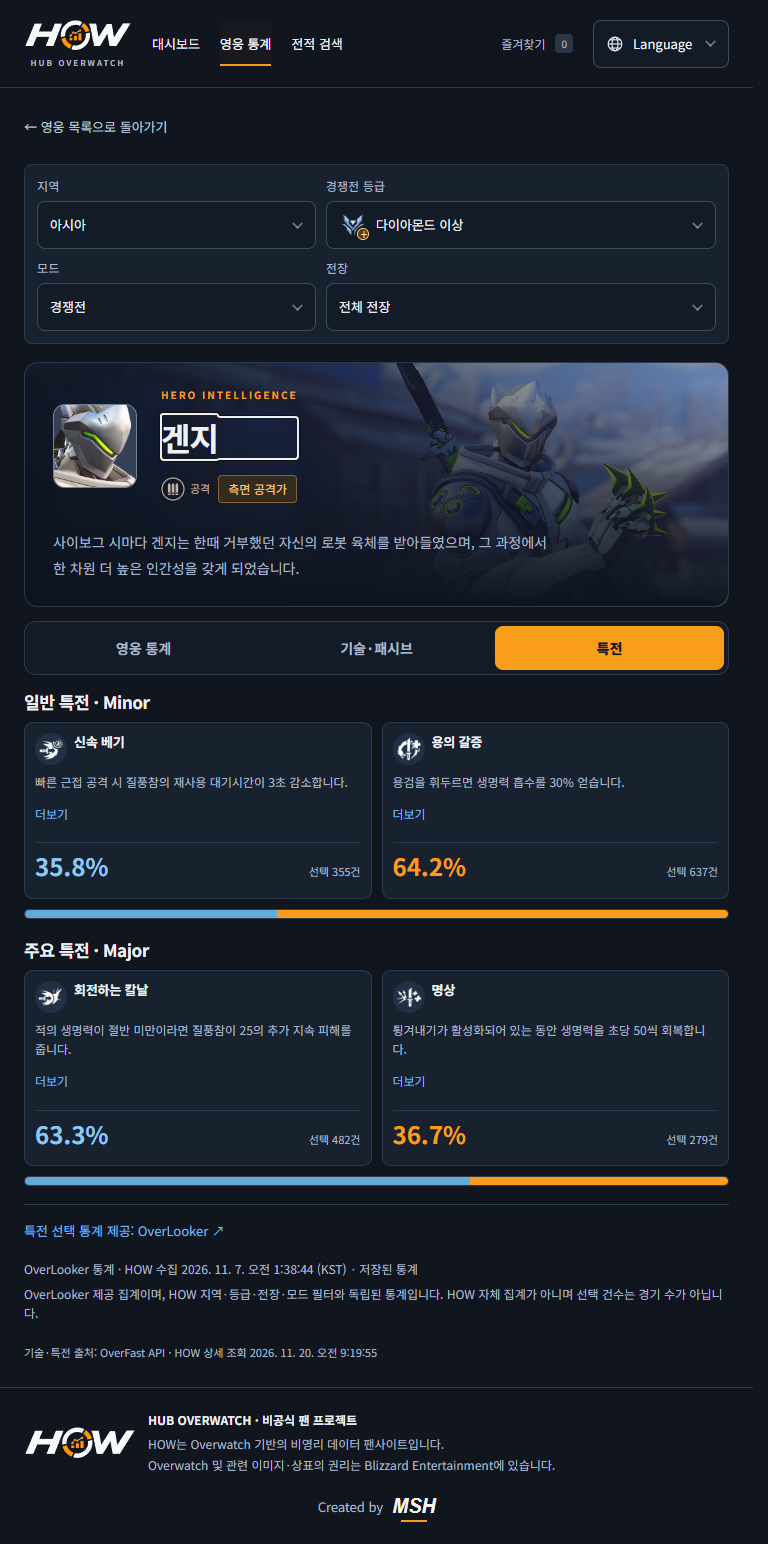 HOW
HUB OVERWATCH
대시보드
영웅 통계
전적 검색
즐겨찾기 0
Language
← 영웅 목록으로 돌아가기
지역
경쟁전 등급
아시아
다이아몬드 이상
모드
전장
경쟁전
전체 전장
HERO INTELLIGENCE
겐지
공격
측면 공격가
사이보그 시마다 겐지는 한때 거부했던 자신의 로봇 육체를 받아들였으며, 그 과정에서
한 차원 더 높은 인간성을 갖게 되었습니다.
영웅 통계
기술·패시브
특전
일반 특전 · Minor
신속 베기
빠른 근접 공격 시 질풍참의 재사용 대기시간이 3초 감소합니다.
더보기
35.8%
선택 355건
용의 갈증
용검을 휘두르면 생명력 흡수를 30% 얻습니다.
더보기
64.2%
선택 637건
주요 특전 · Major
회전하는 칼날
적의 생명력이 절반 미만이라면 질풍참이 25의 추가 지속 피해를
줍니다.
더보기
63.3%
선택 482건
명상
튕겨내기가 활성화되어 있는 동안 생명력을 초당 50씩 회복합니
다.
더보기
36.7%
선택 279건
특전 선택 통계 제공: OverLooker ↗
OverLooker 통계 · HOW 수집 2026. 11. 7. 오전 1:38:44 (KST) · 저장된 통계
OverLooker 제공 집계이며, HOW 지역·등급·전장·모드 필터와 독립된 통계입니다. HOW 자체 집계가 아니며 선택 건수는 경기 수가 아닙니
다.
기술·특전 출처: OverFast API · HOW 상세 조회 2026. 11. 20. 오전 9:19:55
HOW
HUB OVERWATCH · 비공식 팬 프로젝트
HOW는 Overwatch 기반의 비영리 데이터 팬사이트입니다.
Overwatch 및 관련 이미지·상표의 권리는 Blizzard Entertainment에 있습니다.
Created by MSH